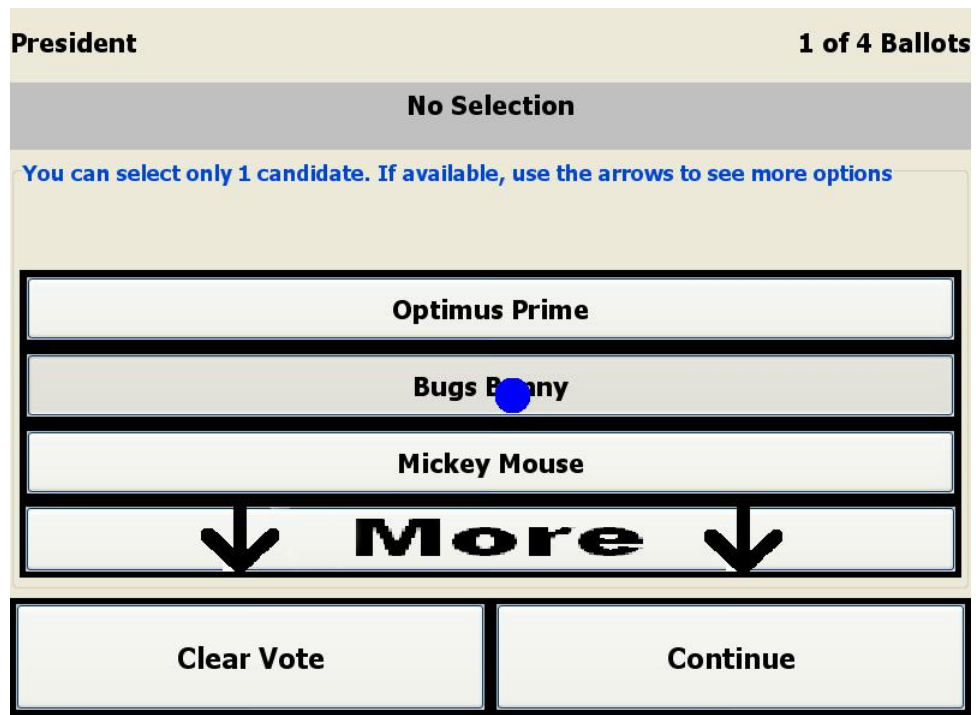 President
1 of 4 Ballots
No Selection
You can select only 1 candidate. If available, use the arrows to see more options
Optimus Prime
Bugs Bunny
Mickey Mouse
More
Clear Vote
Continue